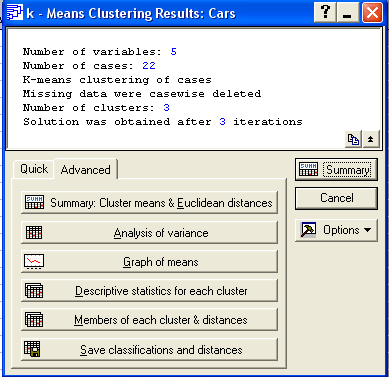 k - Means Clustering Results: Cars
Number of variables: 5
Number of cases: 22
K-means clustering of cases
Missing data were casewise deleted
Number of clusters: 3
Solution was obtained after 3 iterations
Quick Advanced
Summary
Cancel
Options
Summary: Cluster means & Euclidean distances
Analysis of variance
Graph of means
Descriptive statistics for each cluster
Members of each cluster & distances
Save classifications and distances